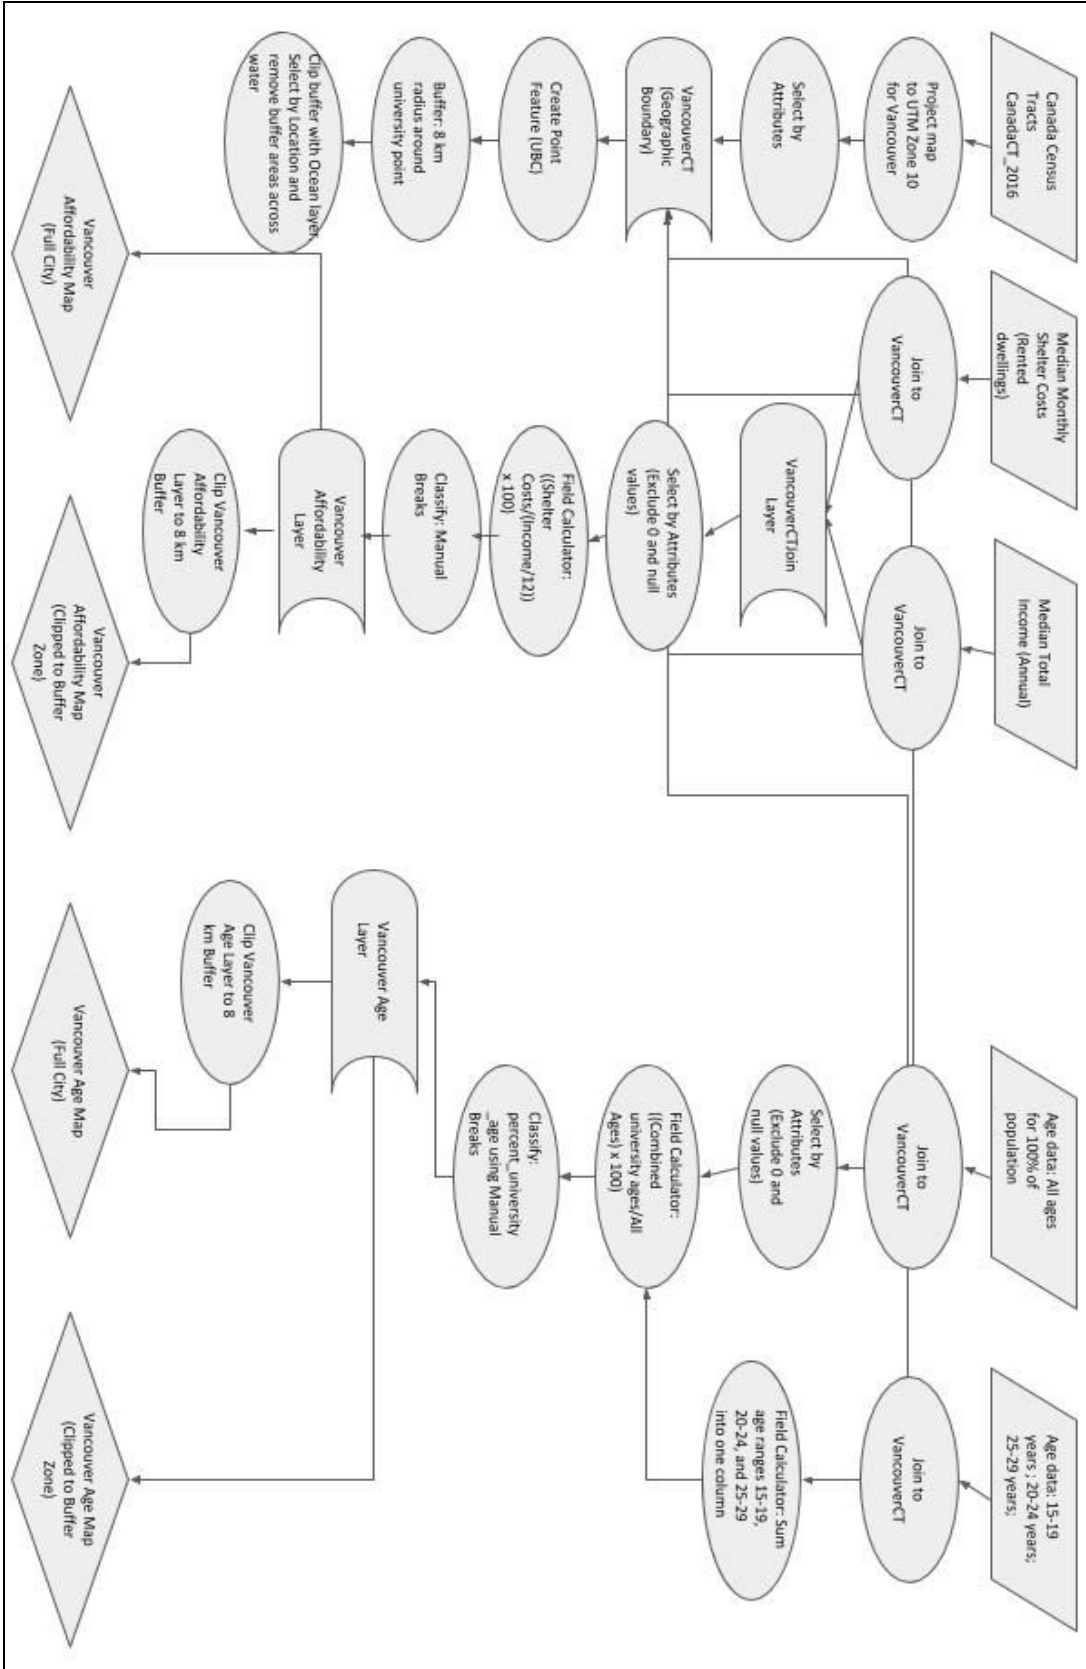 Canada Census
Tracts
CanadaCT_2016
Project map
to UTM Zone 10
for Vancouver
Select by
Attributes
VancouverCT
(Geographic
Boundary)
Create Point
Feature (UBC)
Buffer: 8 km
radius around
university point
Clip buffer with Ocean layer,
Select by Location and
remove buffer areas across
water
Vancouver
Affordability Map
(Full City)
Median Monthly
Shelter Costs
(Rented
dwellings)
Join to
VancouverCT
VancouverCTJoin
Layer
Select by Attributes
(Exclude 0 and null
values)
Field Calculator:
((Shelter
Costs/(Income/12))
x 100)
Classify: Manual
Breaks
Vancouver
Affordability
Layer
Clip Vancouver
Affordability
Layer to 8 km
Buffer
Vancouver
Affordability Map
(Clipped to Buffer
Zone)
Median Total
Income (Annual)
Join to
VancouverCT
Age data: All ages
for 100% of
population
Join to
VancouverCT
Select by
Attributes
(Exclude 0 and
null values)
Field Calculator:
((Combined
university ages/All
Ages) x 100)
Classify:
percent_university
_age using Manual
Breaks
Vancouver Age
Layer
Clip Vancouver
Age Layer to 8
km Buffer
Vancouver Age Map
(Full City)
Age data: 15-19
years ; 20-24 years;
25-29 years;
Join to
VancouverCT
Field Calculator: Sum
age ranges 15-19,
20-24, and 25-29
into one column
Vancouver Age Map
(Clipped to Buffer
Zone)